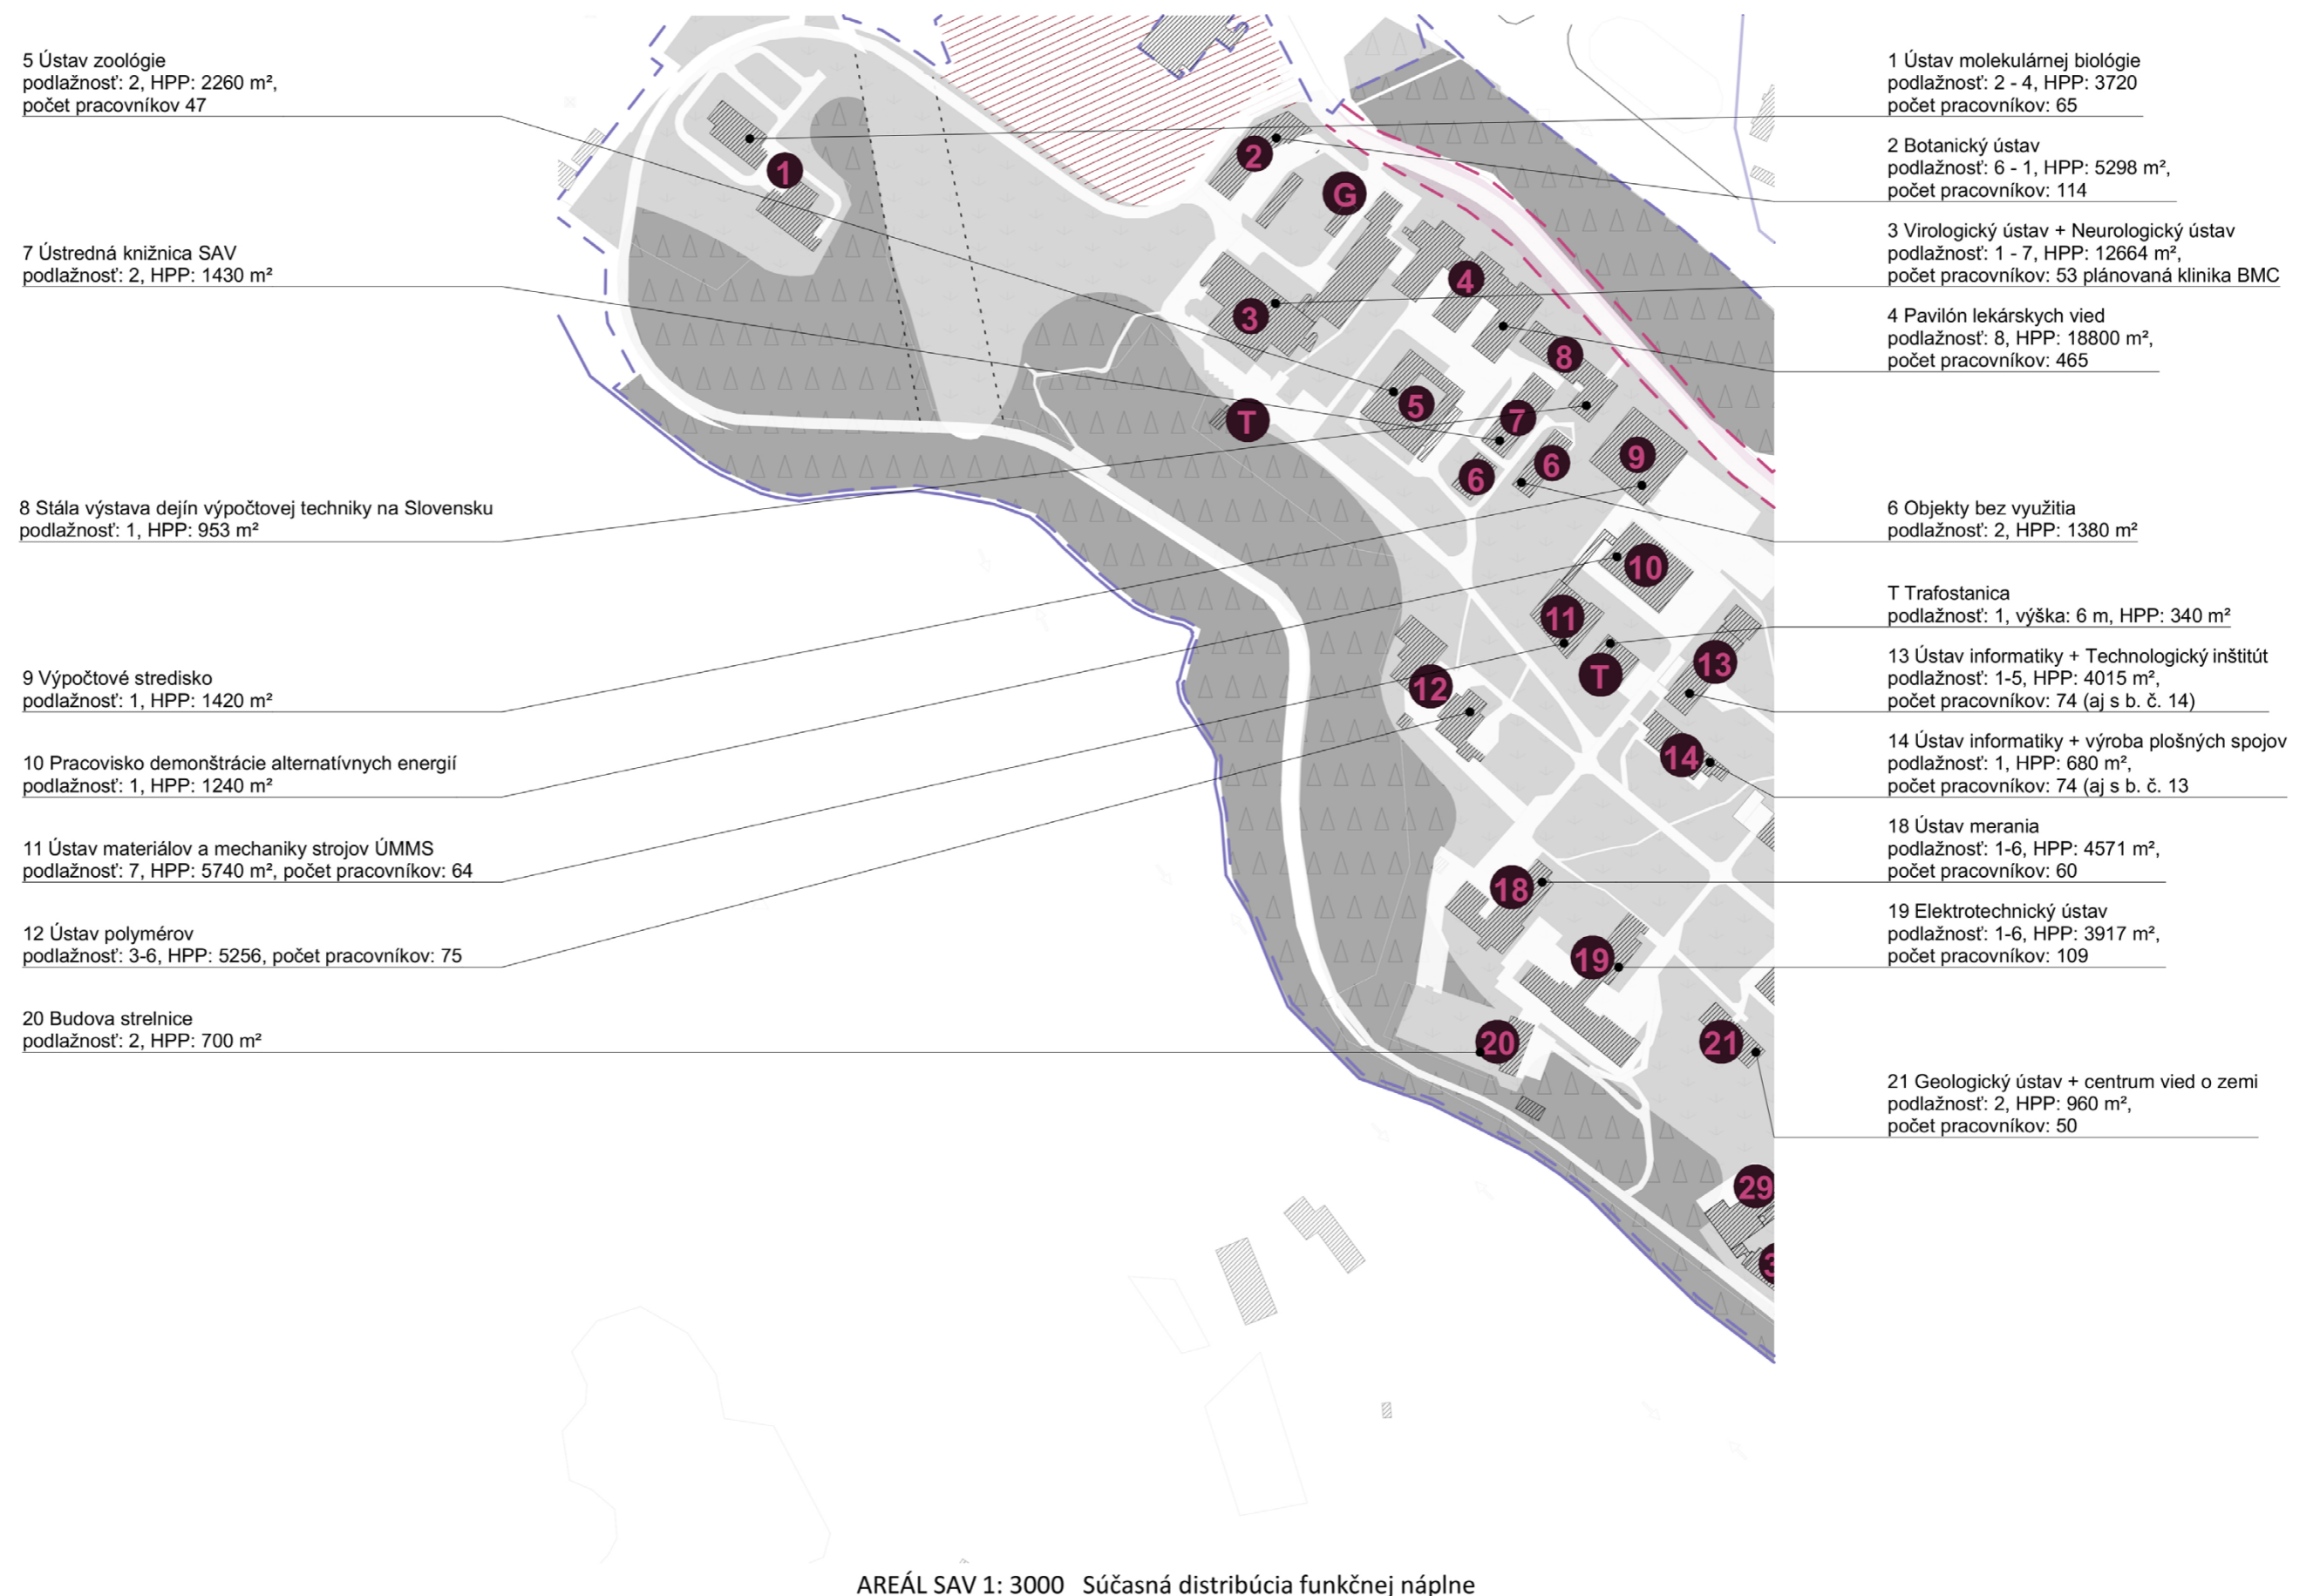 5 Ústav zoológie
podlažnosť: 2, HPP: 2260 m²,
počet pracovníkov 47
7 Ústredná knižnica SAV
podlažnosť: 2, HPP: 1430 m²
8 Stála výstava dejín výpočtovej techniky na Slovensku
podlažnosť: 1, HPP: 953 m²
9 Výpočtové stredisko
podlažnosť: 1, HPP: 1420 m²
10 Pracovisko demonštrácie alternatívnych energií
podlažnosť: 1, HPP: 1240 m²
11 Ústav materiálov a mechaniky strojov ÚMMS
podlažnosť: 7, HPP: 5740 m², počet pracovníkov: 64
12 Ústav polymérov
podlažnosť: 3-6, HPP: 5256, počet pracovníkov: 75
20 Budova strelnice
podlažnosť: 2, HPP: 700 m²
1
2
G
3
4
8
T
5
7
6
6
9
10
11
T
13
12
14
18
19
20
21
29
3
1 Ústav molekulárnej biológie
podlažnosť: 2 - 4, HPP: 3720
počet pracovníkov: 65
2 Botanický ústav
podlažnosť: 6 - 1, HPP: 5298 m²,
počet pracovníkov: 114
3 Virologický ústav + Neurologický ústav
podlažnosť: 1 - 7, HPP: 12664 m²,
počet pracovníkov: 53 plánovaná klinika BMC
4 Pavilón lekárskych vied
podlažnosť: 8, HPP: 18800 m²,
počet pracovníkov: 465
6 Objekty bez využitia
podlažnosť: 2, HPP: 1380 m²
T Trafostanica
podlažnosť: 1, výška: 6 m, HPP: 340 m²
13 Ústav informatiky + Technologický inštitút
podlažnosť: 1-5, HPP: 4015 m²,
počet pracovníkov: 74 (aj s b. č. 14)
14 Ústav informatiky + výroba plošných spojov
podlažnosť: 1, HPP: 680 m²,
počet pracovníkov: 74 (aj s b. č. 13
18 Ústav merania
podlažnosť: 1-6, HPP: 4571 m²,
počet pracovníkov: 60
19 Elektrotechnický ústav
podlažnosť: 1-6, HPP: 3917 m²,
počet pracovníkov: 109
21 Geologický ústav + centrum vied o zemi
podlažnosť: 2, HPP: 960 m²,
počet pracovníkov: 50
AREÁL SAV 1: 3000 Súčasná distribúcia funkčnej náplne